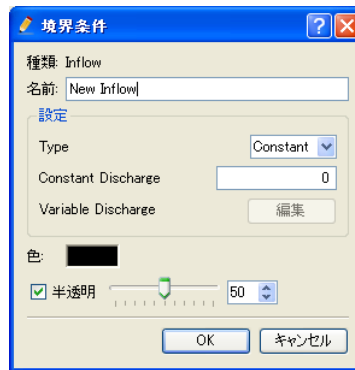 境界条件
種類: Inflow
名前: New Inflow
設定
Type Constant
Constant Discharge 0
Variable Discharge 編集
色:
半透明 50
OK キャンセル